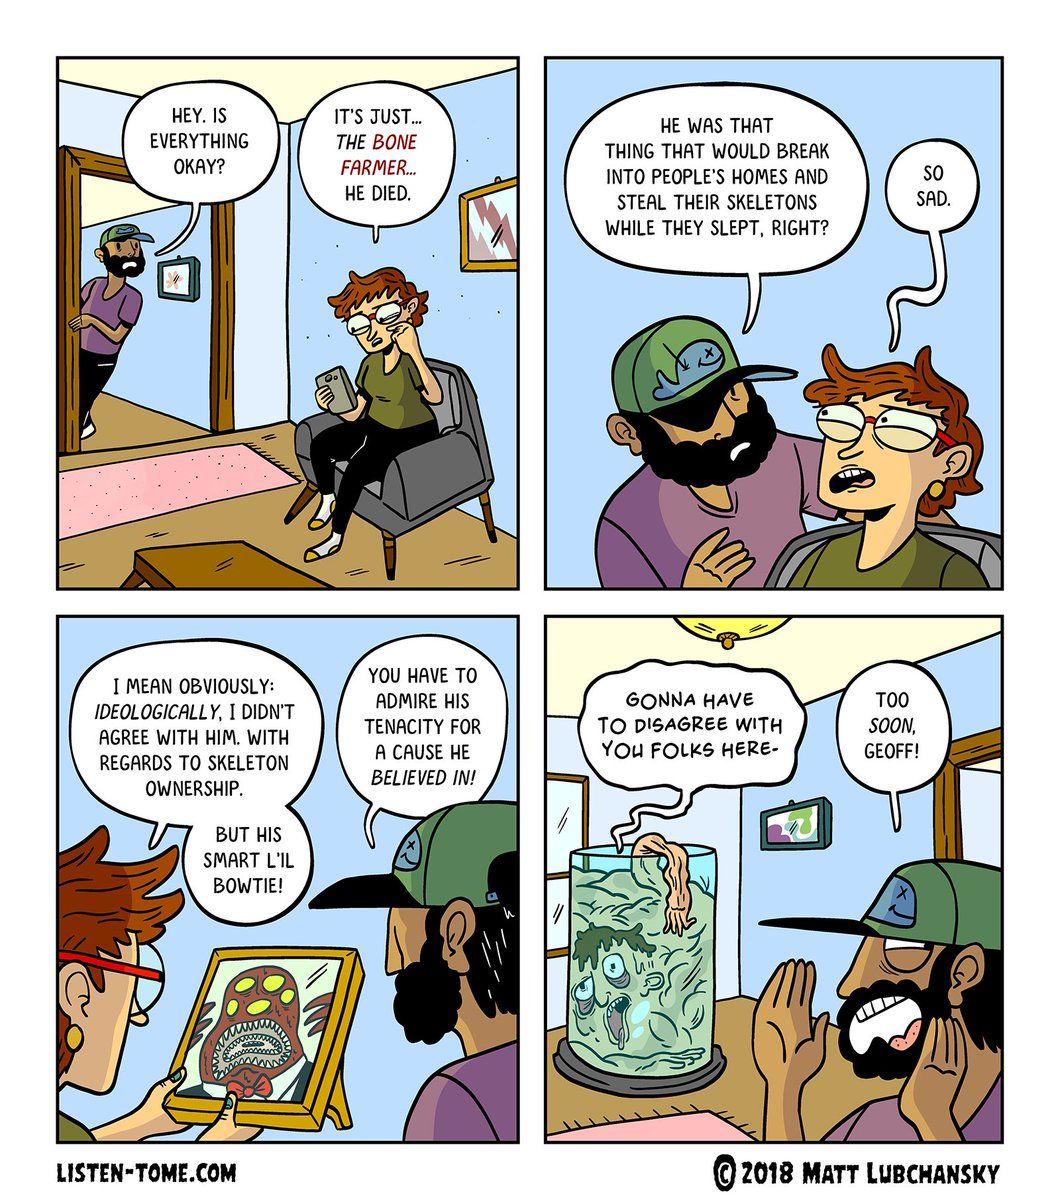 HEY. IS
EVERYTHING
OKAY?
IT'S JUST...
THE BONE
FARMER...
HE DIED.
HE WAS THAT
THING THAT WOULD BREAK
INTO PEOPLE'S HOMES AND
STEAL THEIR SKELETONS
WHILE THEY SLEPT, RIGHT?
SO
SAD.
I MEAN OBVIOUSLY:
IDEOLOGICALLY, I DIDN'T
AGREE WITH HIM. WITH
REGARDS TO SKELETON
OWNERSHIP.
BUT HIS
SMART L'IL
BOWTIE!
YOU HAVE TO
ADMIRE HIS
TENACITY FOR
A CAUSE HE
BELIEVED IN!
GONNA HAVE
TO DISAGREE WITH
YOU FOLKS HERE-
TOO
SOON,
GEOFF!
LISTEN-TOME.COM
© 2018 MATT LUBCHANSKY